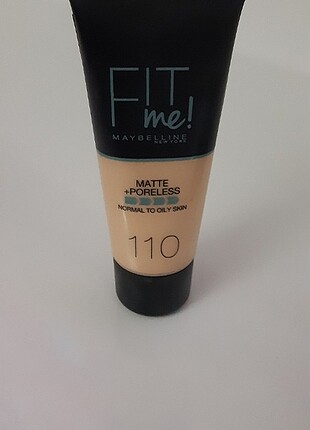 FIT
me!
MAYBELLINE
NEW YORK
MATTE
+PORELESS
NORMAL TO OILY SKIN
110